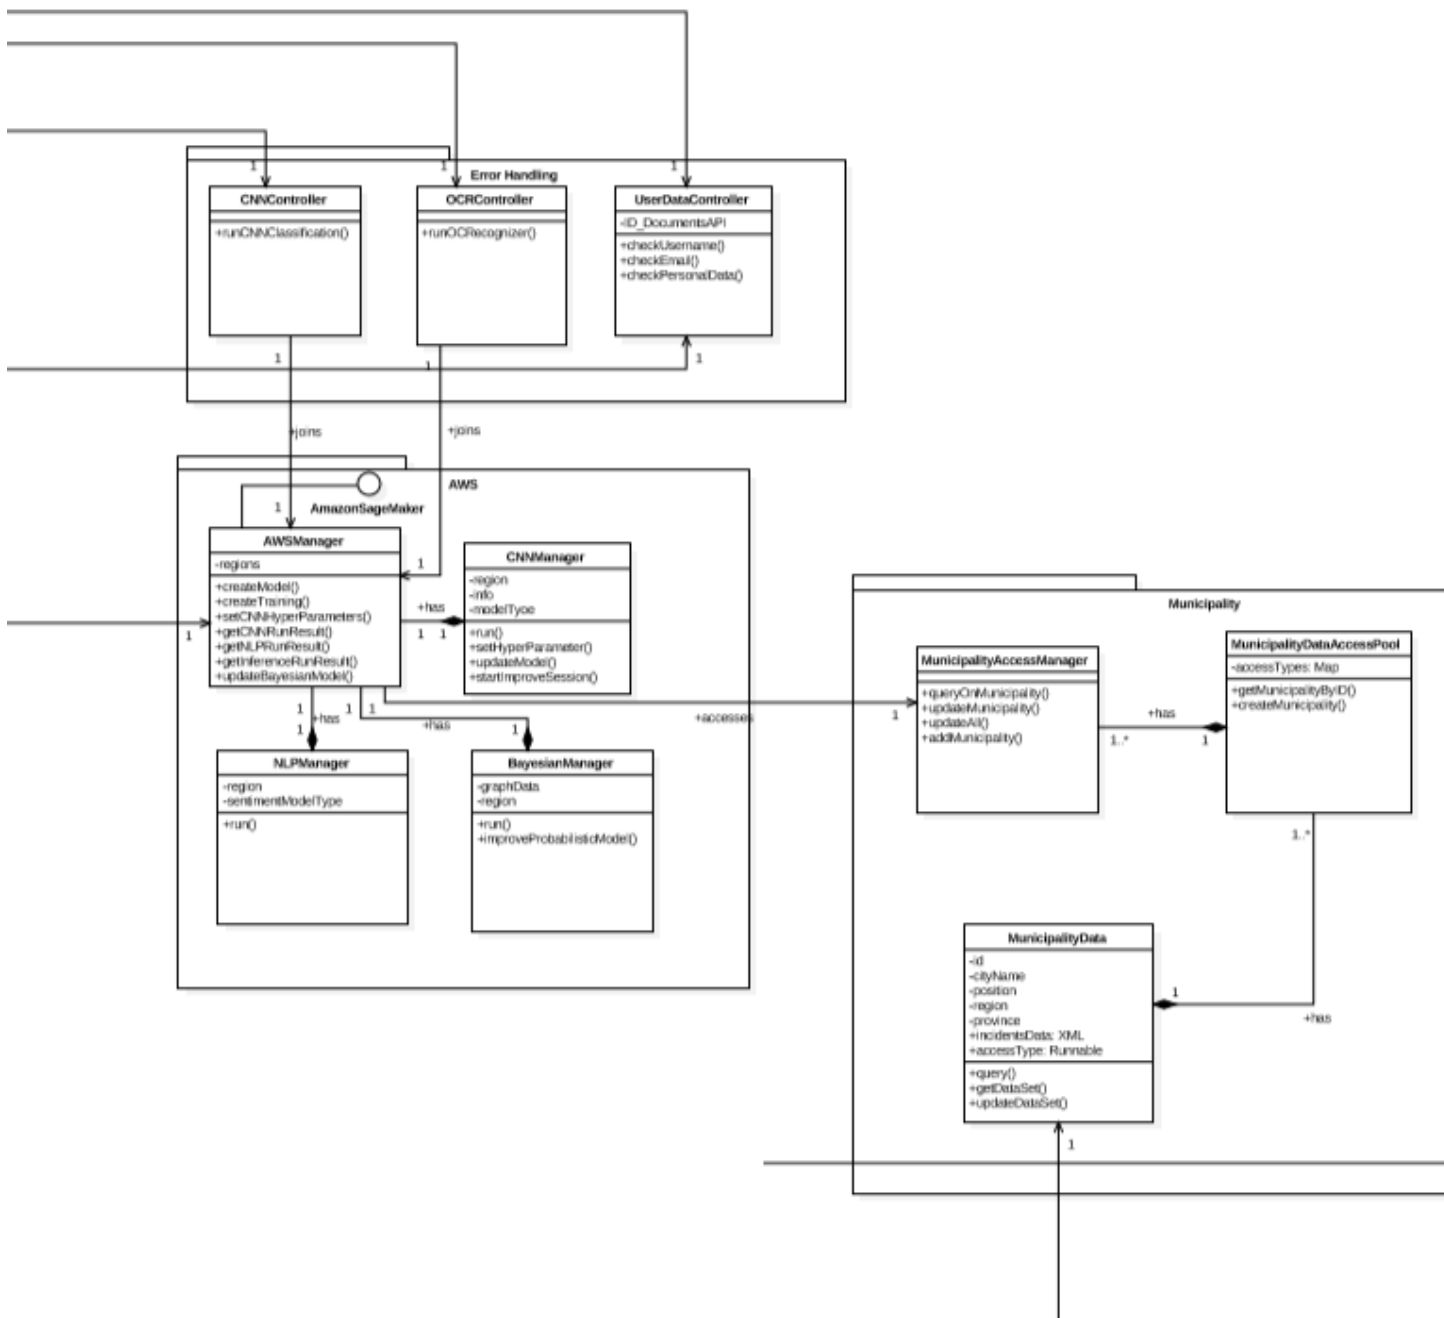 1
1
1
Error Handling
CNNController
+runCNNClassification()
OCRController
+runOCRecognizer()
UserDataController
-ID_DocumentsAPI
+checkUsername()
+checkEmail()
+checkPersonalData()
1
1
1
+joins
+joins
AWS
AmazonSageMaker
1
AWSManager
-regions
+createModel()
+createTraining()
+setCNNHyperParameters()
+getCNNRunResult()
+getNLPRunResult()
+getInferenceRunResult()
+updateBayesianModel()
1
1
+has
1
1
CNNManager
-region
-info
-modelType
+run()
+setHyperParameter()
+updateModel()
+startImproveSession()
1
1
+has
1
1
+has
1
1
+accesses
1
NLPManager
-region
-sentimentModelType
+run()
BayesianManager
-graphData
-region
+run()
+improveProbabilisticModel()
Municipality
MunicipalityAccessManager
+queryOnMunicipality()
+updateMunicipality()
+updateAll()
+addMunicipality()
+has
1..*
1
MunicipalityDataAccessPool
-accessTypes: Map
+getMunicipalityByID()
+createMunicipality()
1..*
MunicipalityData
-id
-cityName
-position
-region
-province
+incidentsData: XML
+accessType: Runnable
+query()
+getDataSet()
+updateDataSet()
1
+has
1